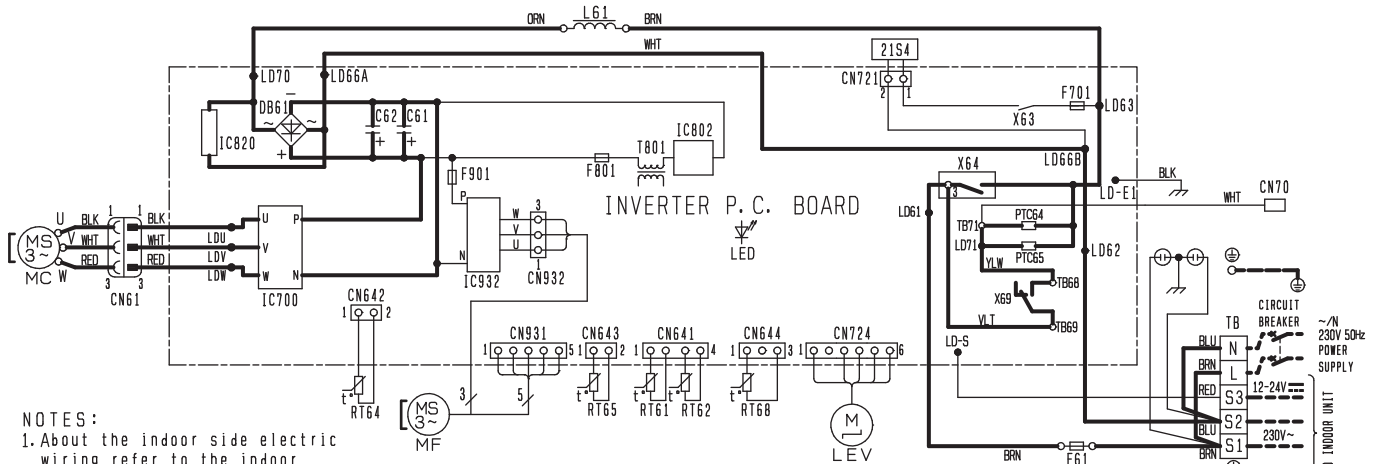 ORN L61 BRN
WHT
21S4
CN721
2 1
F701
X63
LD63
LD70 LD66A
DB61 −
~ ~
+
IC820
C62 C61
+ +
T801 IC802
F801
F901
LD66B
X64
3
LD-E1
BLK
WHT CN70
INVERTER P.C. BOARD
LED
LD61
TB71 PTC64
LD71 PTC65
LD62
YLW
X69
TB68
VLT TB69
U BLK 1 1 BLK LDU U P
V WHT WHT LDV V
W RED 3 3 RED LDW W N
MS
3~
MC
CN61
IC700
P
N
W 3
V
U 1
IC932 CN932
CN642
1 2
t°
RT64
CN931
1 5
CN643
1 2
CN641
1 4
CN644
1 3
CN724
1 6
LD-S
t° RT65
t° RT61 t° RT62
t° RT68
3 5
MS
3~
MF
M
LEV
CIRCUIT
BREAKER
~/N
230V 50Hz
POWER
SUPPLY
TB
BLU N
BRN L
RED S3 12-24V
S2
BLU 230V~
S1
BRN
BRN F61
INDOOR UNIT
NOTES:
1. About the indoor side electric
wiring refer to the indoor